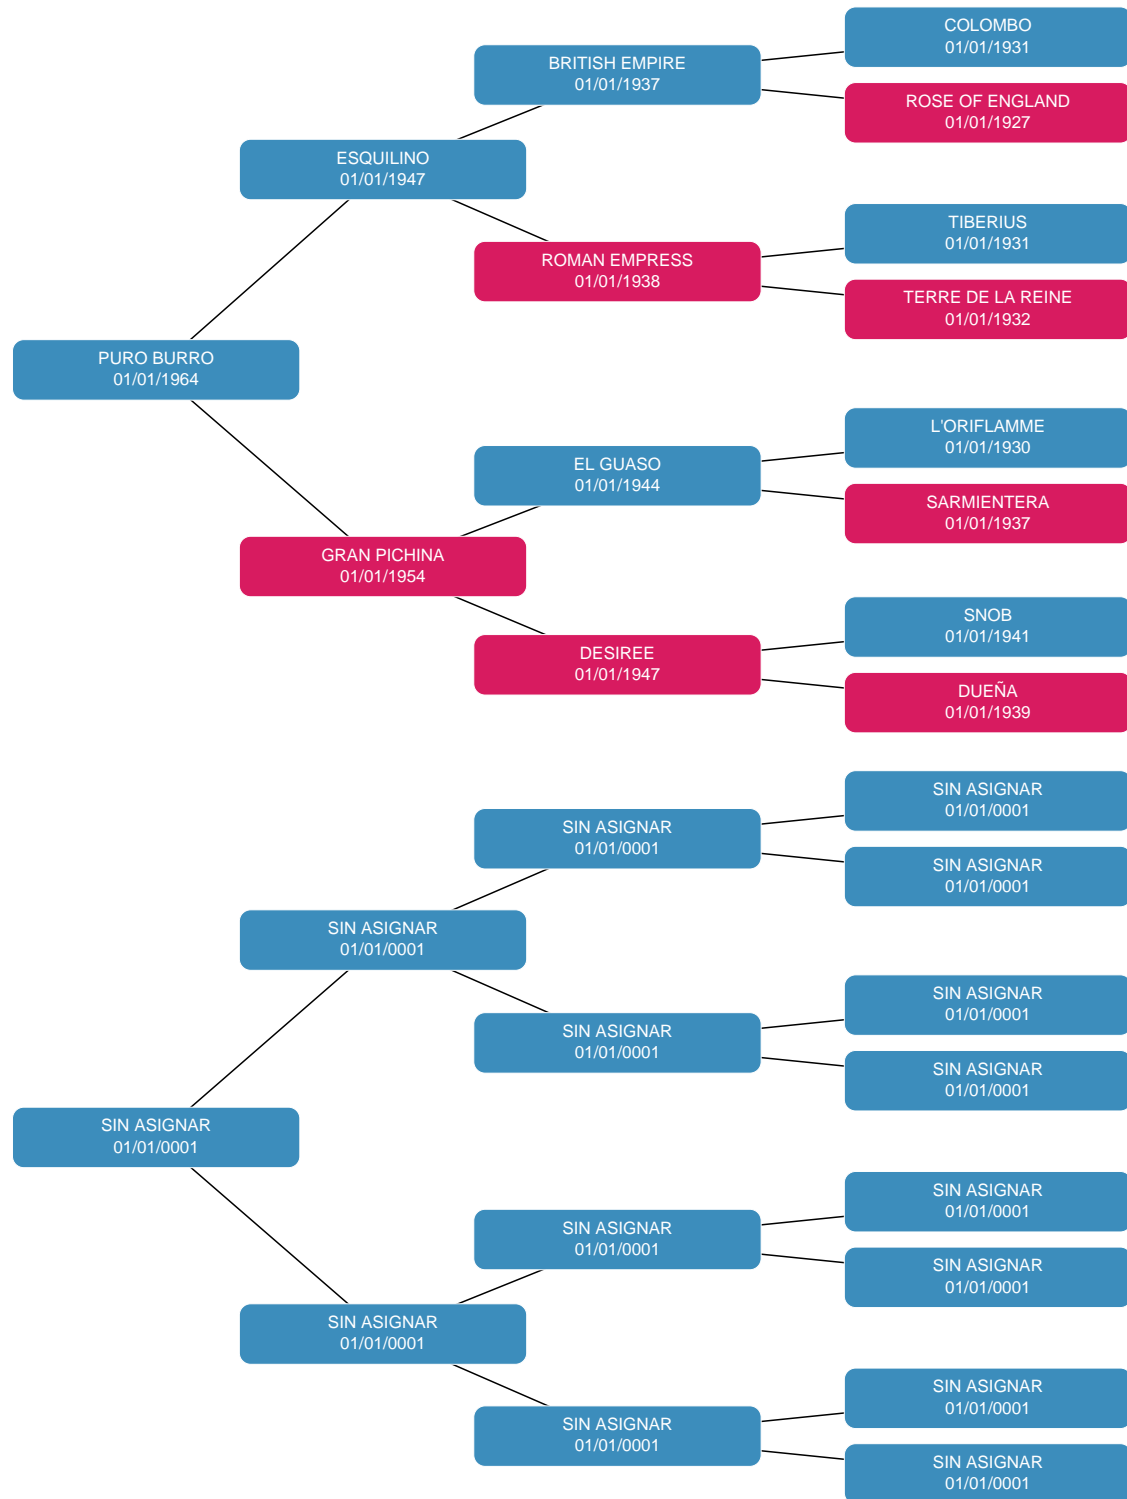 COLOMBO
01/01/1931
BRITISH EMPIRE
01/01/1937
ROSE OF ENGLAND
01/01/1927
ESQUILINO
01/01/1947
TIBERIUS
01/01/1931
ROMAN EMPRESS
01/01/1938
TERRE DE LA REINE
01/01/1932
PURO BURRO
01/01/1964
L'ORIFLAMME
01/01/1930
EL GUASO
01/01/1944
SARMIENTERA
01/01/1937
GRAN PICHINA
01/01/1954
SNOB
01/01/1941
DESIREE
01/01/1947
DUEÑA
01/01/1939
SIN ASIGNAR
01/01/0001
SIN ASIGNAR
01/01/0001
SIN ASIGNAR
01/01/0001
SIN ASIGNAR
01/01/0001
SIN ASIGNAR
01/01/0001
SIN ASIGNAR
01/01/0001
SIN ASIGNAR
01/01/0001
SIN ASIGNAR
01/01/0001
SIN ASIGNAR
01/01/0001
SIN ASIGNAR
01/01/0001
SIN ASIGNAR
01/01/0001
SIN ASIGNAR
01/01/0001
SIN ASIGNAR
01/01/0001
SIN ASIGNAR
01/01/0001
SIN ASIGNAR
01/01/0001